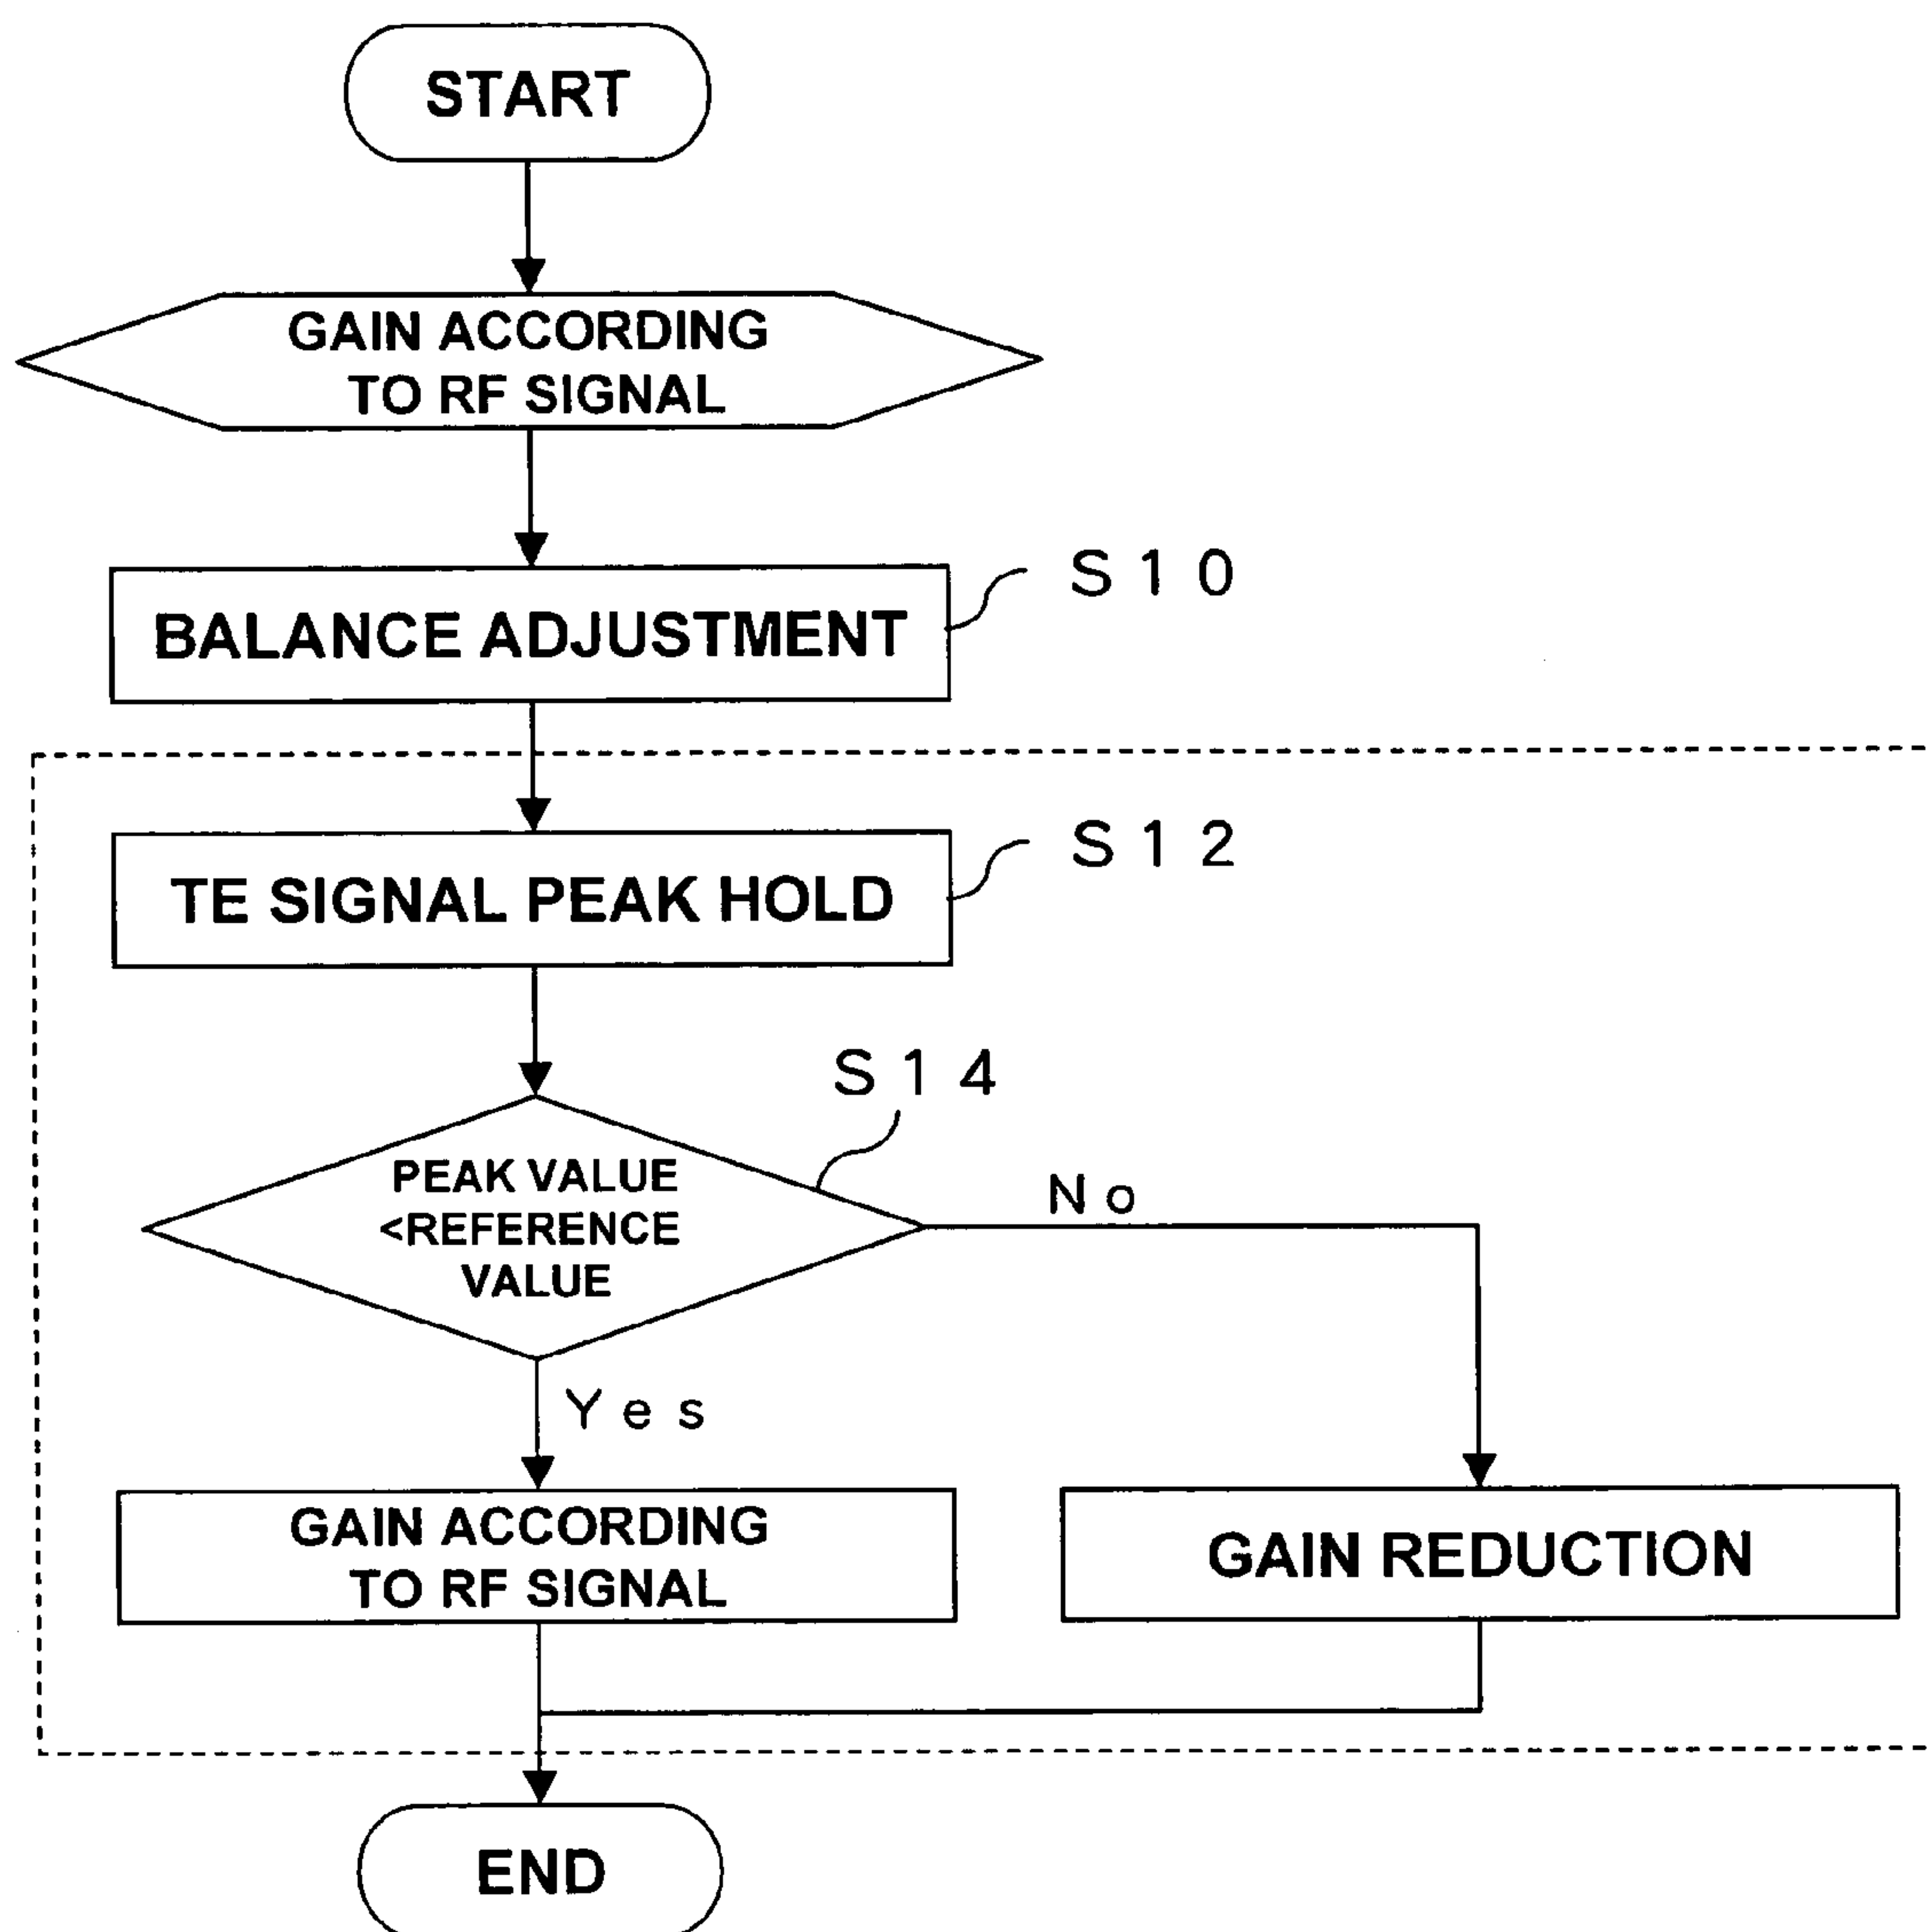 START
GAIN ACCORDING
TO RF SIGNAL
S10
BALANCE ADJUSTMENT
S12
TE SIGNAL PEAK HOLD
S14
PEAK VALUE
<REFERENCE
VALUE
No
Yes
GAIN ACCORDING
TO RF SIGNAL
GAIN REDUCTION
END